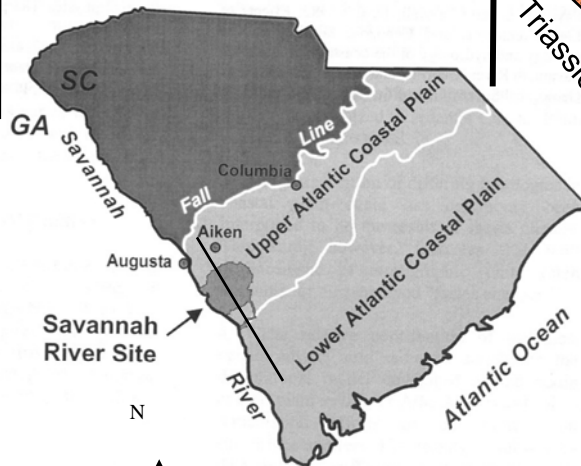 Triassic
SC
GA
Savannah
Line
Columbia
Fall
Upper Atlantic Coastal Plain
Aiken
Augusta
Lower Atlantic Coastal Plain
Savannah
River Site
River
Atlantic Ocean
N